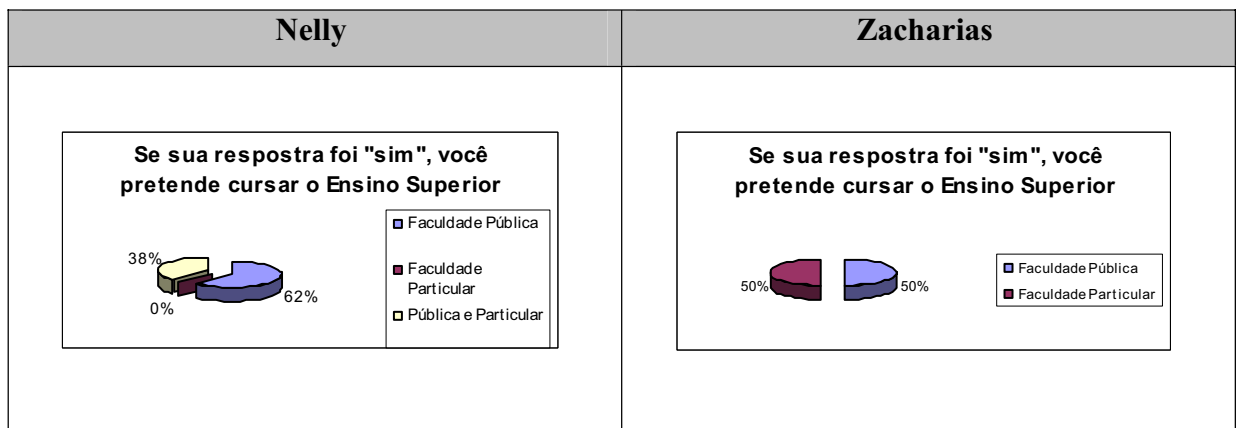 Nelly
Zacharias
Se sua respostra foi "sim", você
pretende cursar o Ensino Superior
38%
0%
62%
Faculdade Pública
Faculdade
Particular
Pública e Particular
Se sua respostra foi "sim", você
pretende cursar o Ensino Superior
50%
50%
Faculdade Pública
Faculdade Particular